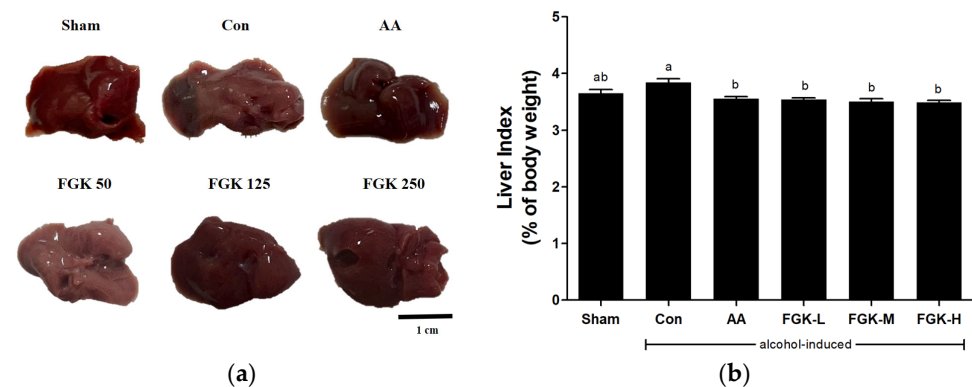 Sham Con AA
FGK 50 FGK 125 FGK 250
1 cm
(a)
Liver Index
(% of body weight)
5
4
3
2
1
0
ab a b b b b
Sham Con AA FGK-L FGK-M FGK-H
alcohol-induced
(b)